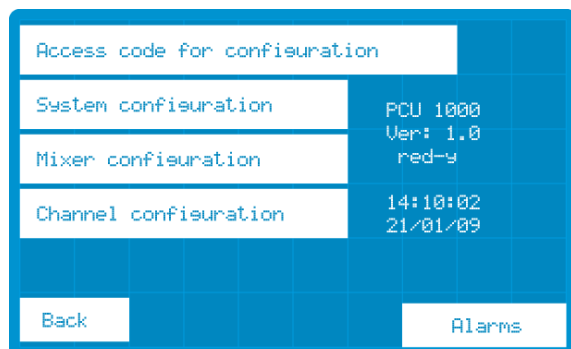 Access code for configuration
System configuration
PCU 1000
Ver: 1.0
Mixer configuration
red-y
Channel configuration
14:10:02
21/01/09
Back
Alarms